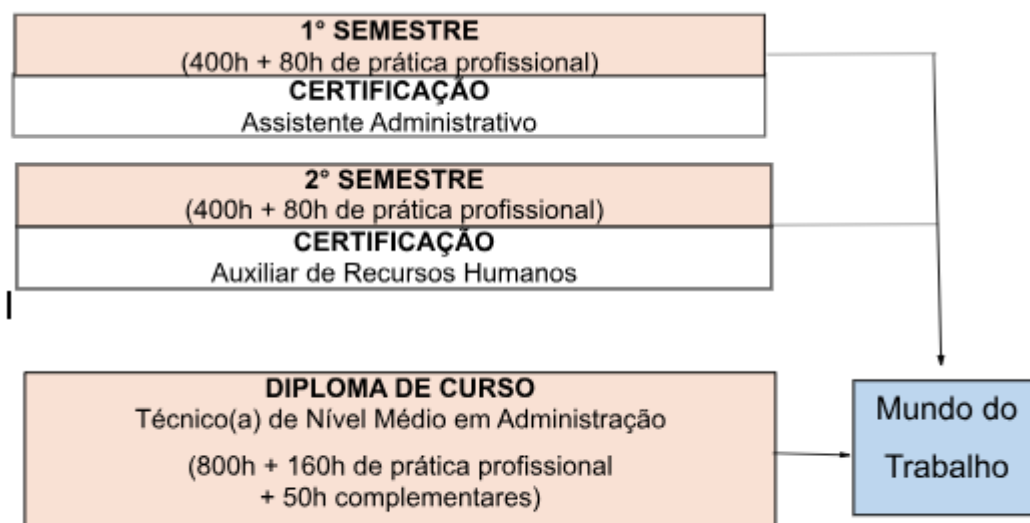 1° SEMESTRE
(400h + 80h de prática profissional)
CERTIFICAÇÃO
Assistente Administrativo
2° SEMESTRE
(400h + 80h de prática profissional)
CERTIFICAÇÃO
Auxiliar de Recursos Humanos
DIPLOMA DE CURSO
Técnico(a) de Nível Médio em Administração
(800h + 160h de prática profissional
+ 50h complementares)
Mundo do
Trabalho